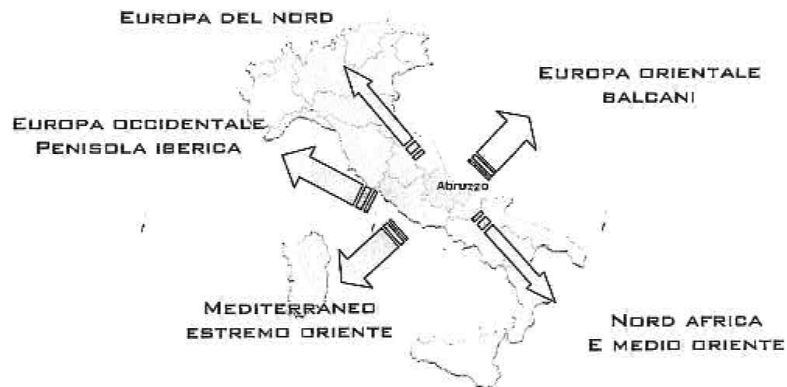 EUROPA DEL NORD
EUROPA ORIENTALE
BALCANI
EUROPA OCCIDENTALE
PENISOLA IBERICA
Abruzzo
MEDITERRANEO
ESTREMO ORIENTE
NORD AFRICA
E MEDIO ORIENTE